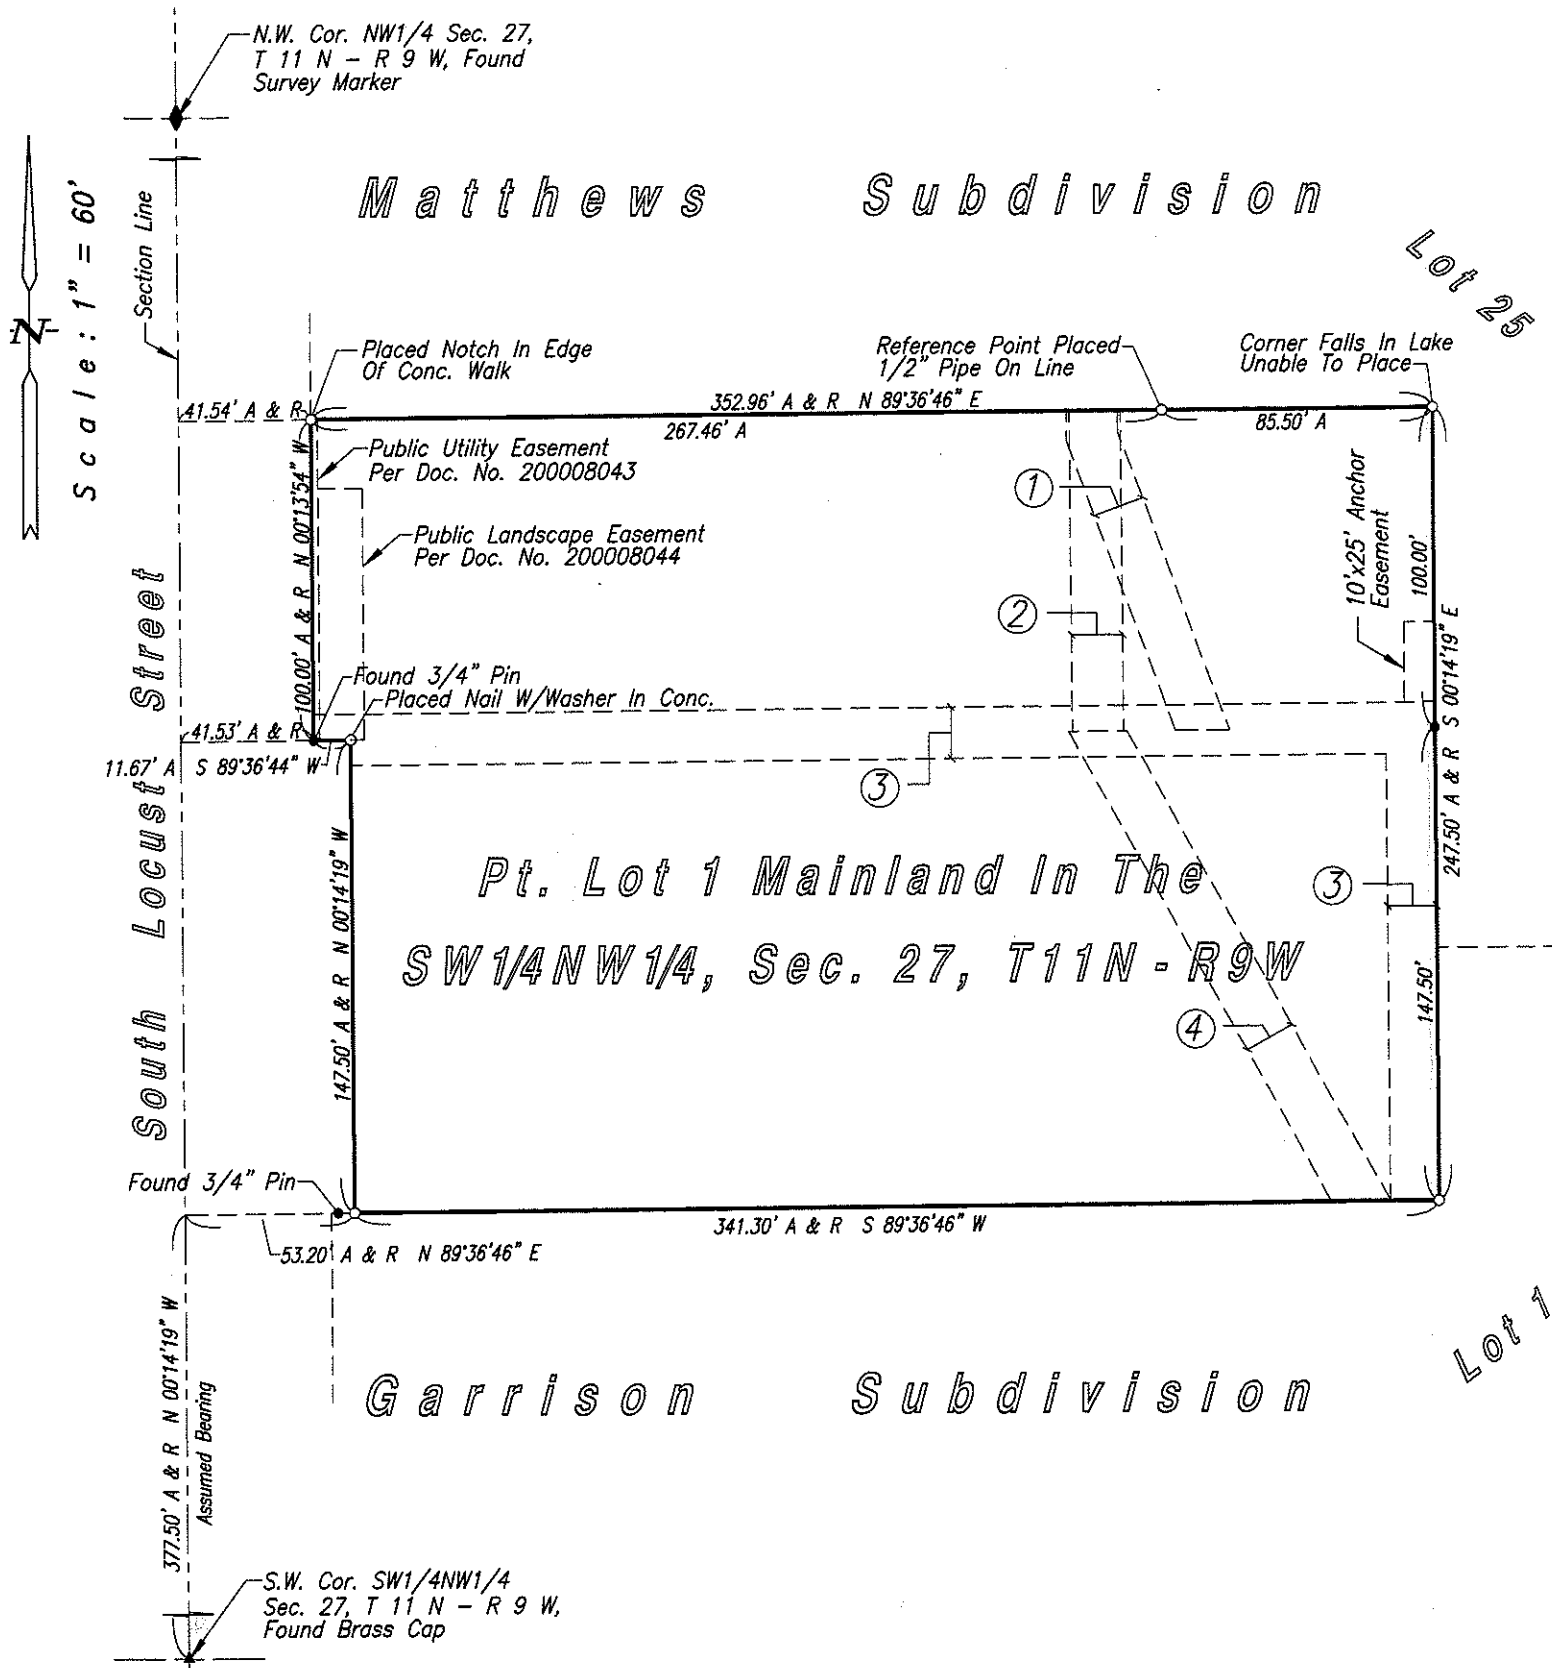 N.W. Cor. NW1/4 Sec. 27,
T 11 N – R 9 W, Found
Survey Marker
N
Scale: 1" = 60'
Section Line
Matthews Subdivision
Lot 25
Placed Notch In Edge
Of Conc. Walk
Reference Point Placed
1/2" Pipe On Line
Corner Falls In Lake
Unable To Place
41.54' A & R
352.96' A & R N 89°36'46" E
267.46' A
85.50' A
Public Utility Easement
Per Doc. No. 200008043
100.00' A & R N 00°13'54" W
Public Landscape Easement
Per Doc. No. 200008044
1
2
10'x25' Anchor
Easement
100.00'
247.50' A & R S 00°14'19" E
South Locust Street
Found 3/4" Pin
Placed Nail W/Washer In Conc.
41.53' A & R
11.67' A S 89°36'44" W
3
147.50' A & R N 00°14'19" W
Pt. Lot 1 Mainland In The
SW1/4NW1/4, Sec. 27, T11N-R9W
3
147.50'
4
Found 3/4" Pin
341.30' A & R S 89°36'46" W
53.20' A & R N 89°36'46" E
377.50' A & R N 00°14'19" W
Assumed Bearing
Garrison Subdivision
Lot 1
S.W. Cor. SW1/4NW1/4
Sec. 27, T 11 N – R 9 W,
Found Brass Cap